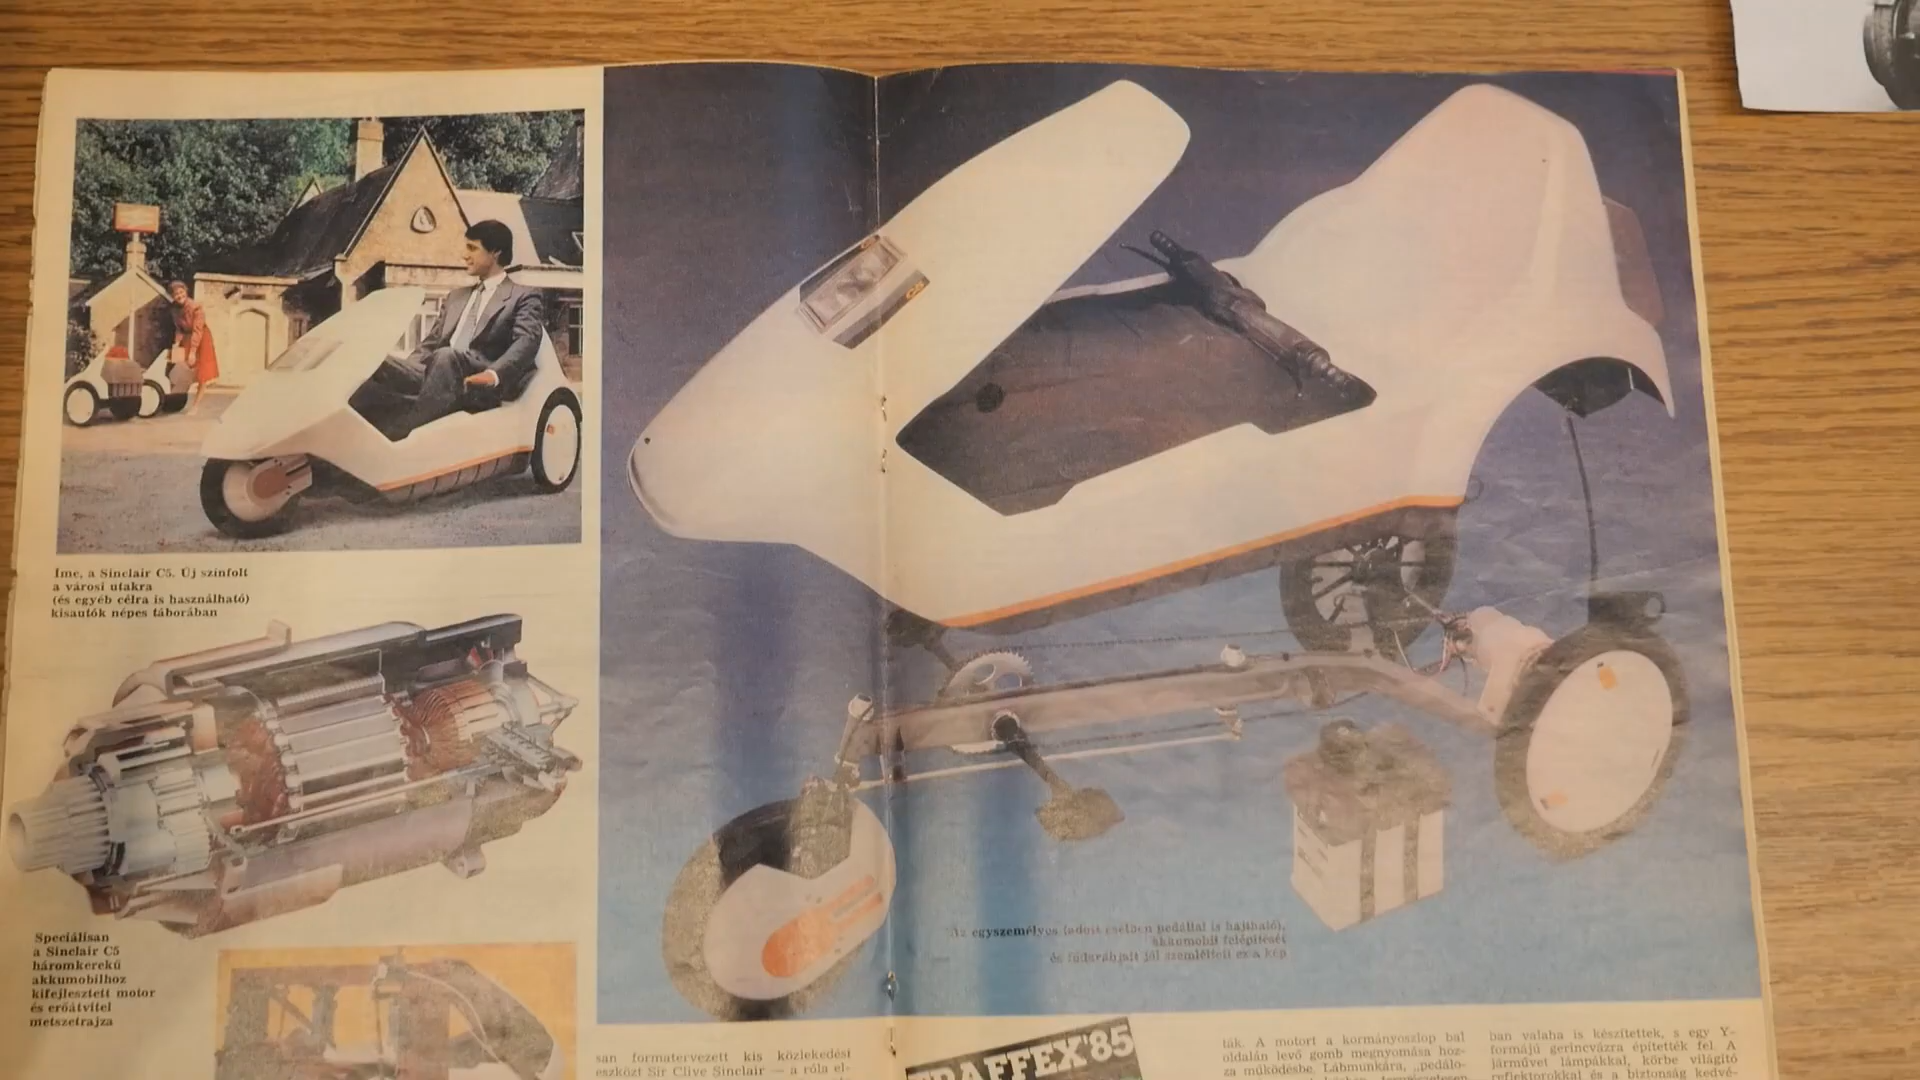 Íme, a Sinclair C5. Új színfolt
a városi utakra
(és egyéb célra is használható)
kisautók népes táborában
Speciálisan
a Sinclair C5
háromkerekű
akkumobilhoz
kifejlesztett motor
és erőátvitel
metszetrajza
C5
Az egyszemélyes (adott esetben pedállal is hajtható),
akkumobil felépítését
és fődarabjait jól szemlélteti ez a kép
san formatervezett kis közlekedési
eszközt Sir Clive Sinclair — a róla el-
TRAFFEX'85
ták. A motort a kormányoszlop bal
oldalán levő gomb megnyomása hoz-
za működésbe. Lábmunkára, „pedálo-
ban valaha is készítettek, s egy Y-
formájú gerincvázra építették fel. A
járművet lámpákkal, körbe világító
reflektorokkal és a biztonság kedvé-